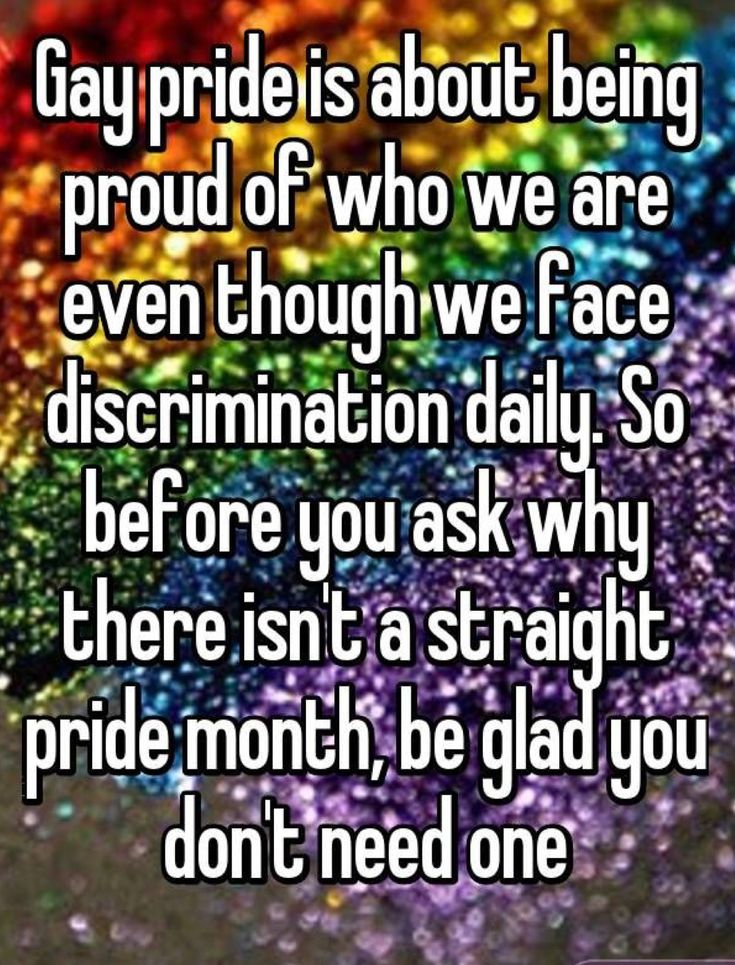 Gay pride is about being
proud of who we are
even though we face
discrimination daily. So
before you ask why
there isn't a straight
pride month, be glad you
don't need one